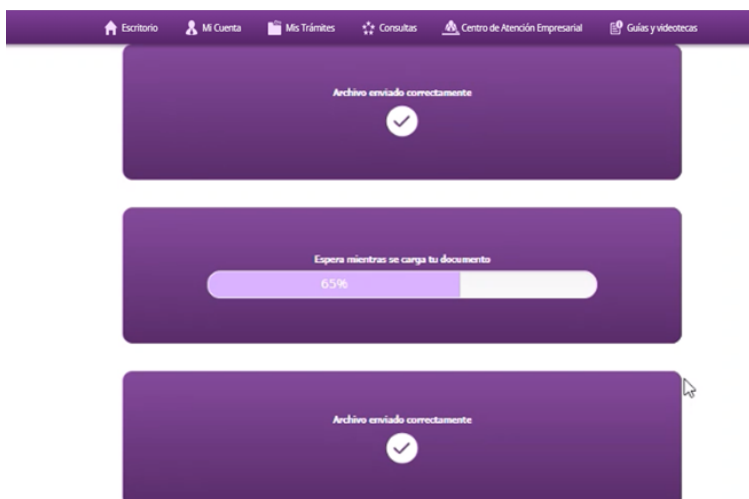 Escritorio Mi Cuenta Mis Trámites Consultas Centro de Atención Empresarial Guías y videotecas
Archivo enviado correctamente
Espera mientras se carga tu documento
65%
Archivo enviado correctamente